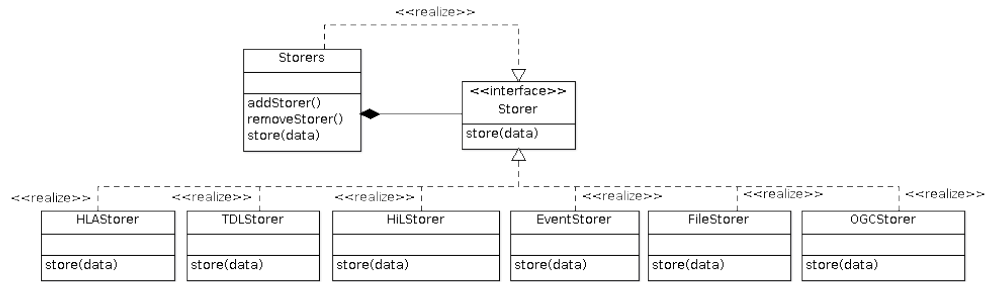 <<realize>>
Storers
addStorer()
removeStorer()
store(data)
<<interface>>
Storer
store(data)
<<realize>>
<<realize>>
<<realize>>
<<realize>>
<<realize>>
<<realize>>
HLAStorer
store(data)
TDLStorer
store(data)
HiLStorer
store(data)
EventStorer
store(data)
FileStorer
store(data)
OGCStorer
store(data)